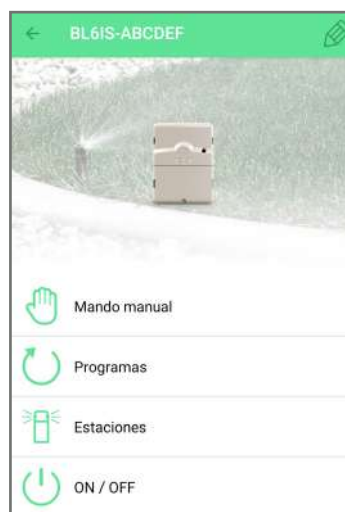 BL6IS-ABCDEF
Mando manual
Programas
Estaciones
ON / OFF